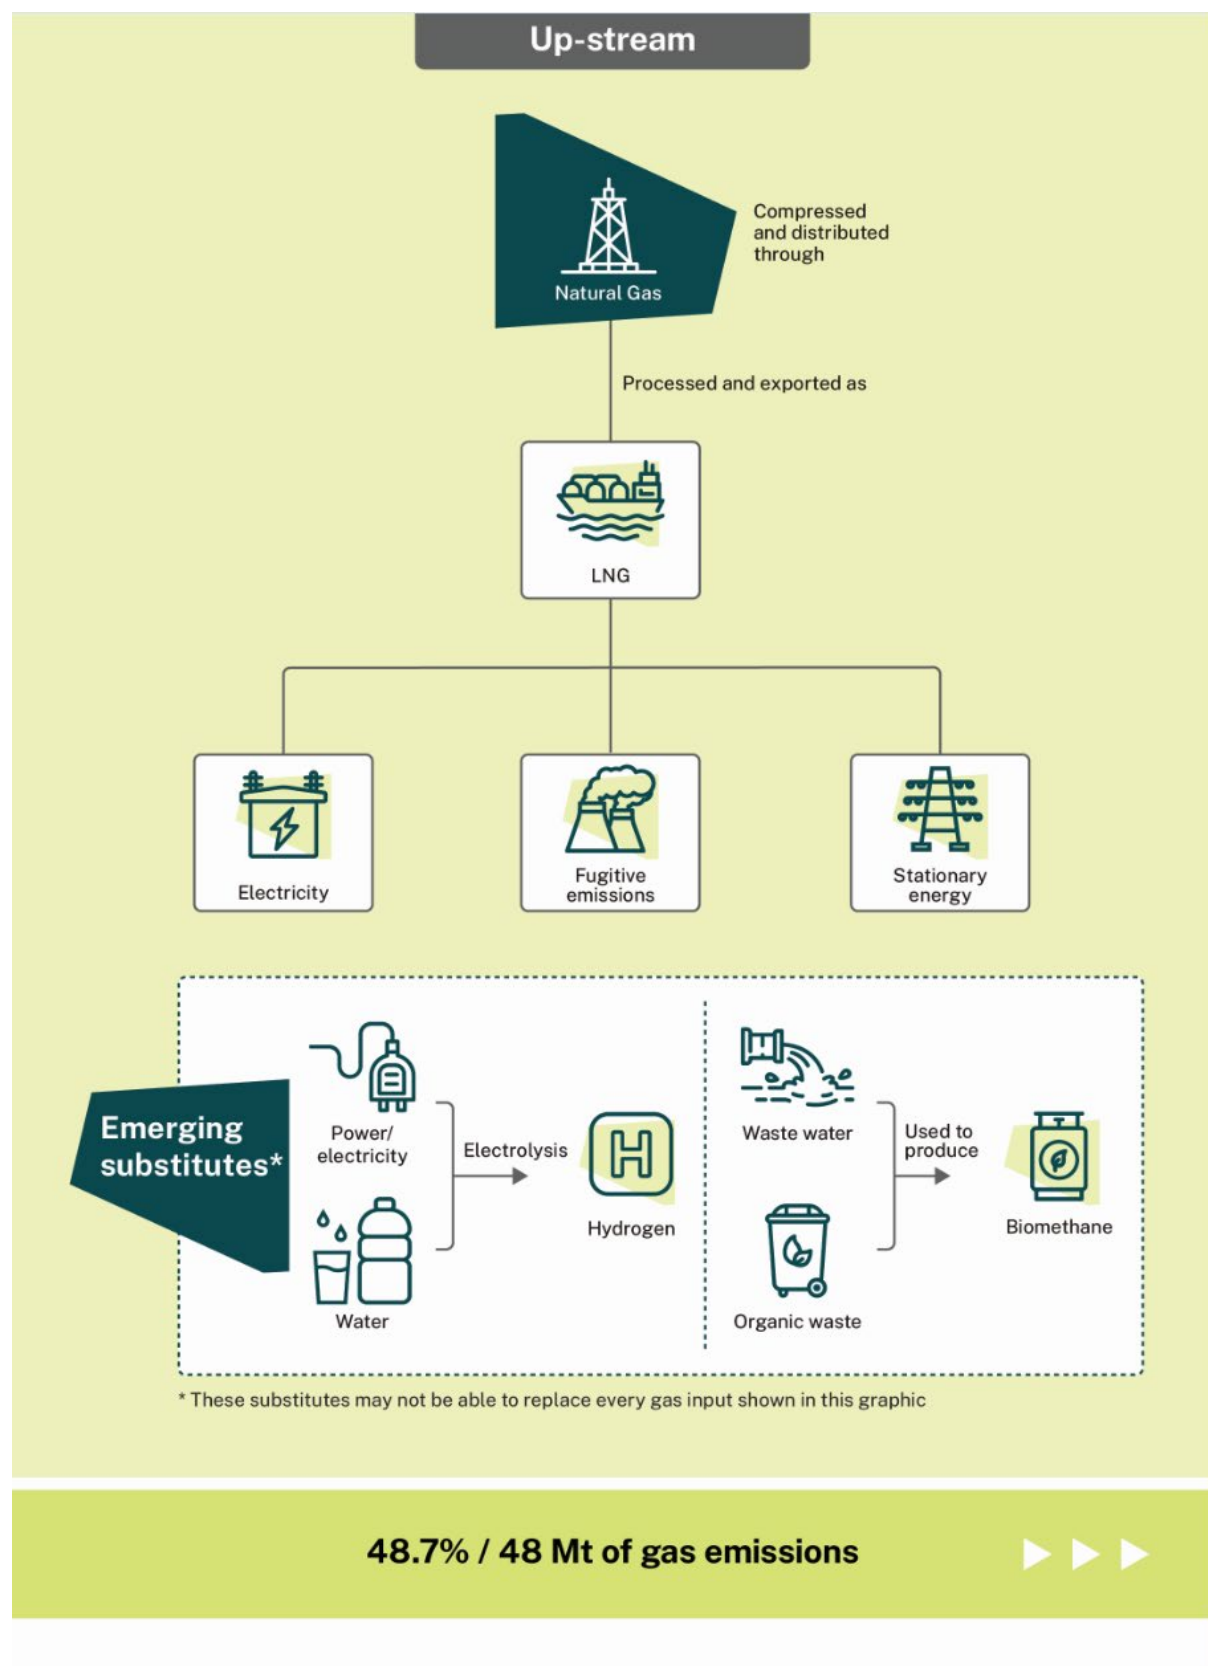 Up-stream
Natural Gas
Compressed
and distributed
through
Processed and exported as
LNG
Electricity
Fugitive
emissions
Stationary
energy
Emerging
substitutes*
Power/
electricity
Water
Electrolysis
H
Hydrogen
Waste water
Organic waste
Used to
produce
Biomethane
* These substitutes may not be able to replace every gas input shown in this graphic
48.7% / 48 Mt of gas emissions